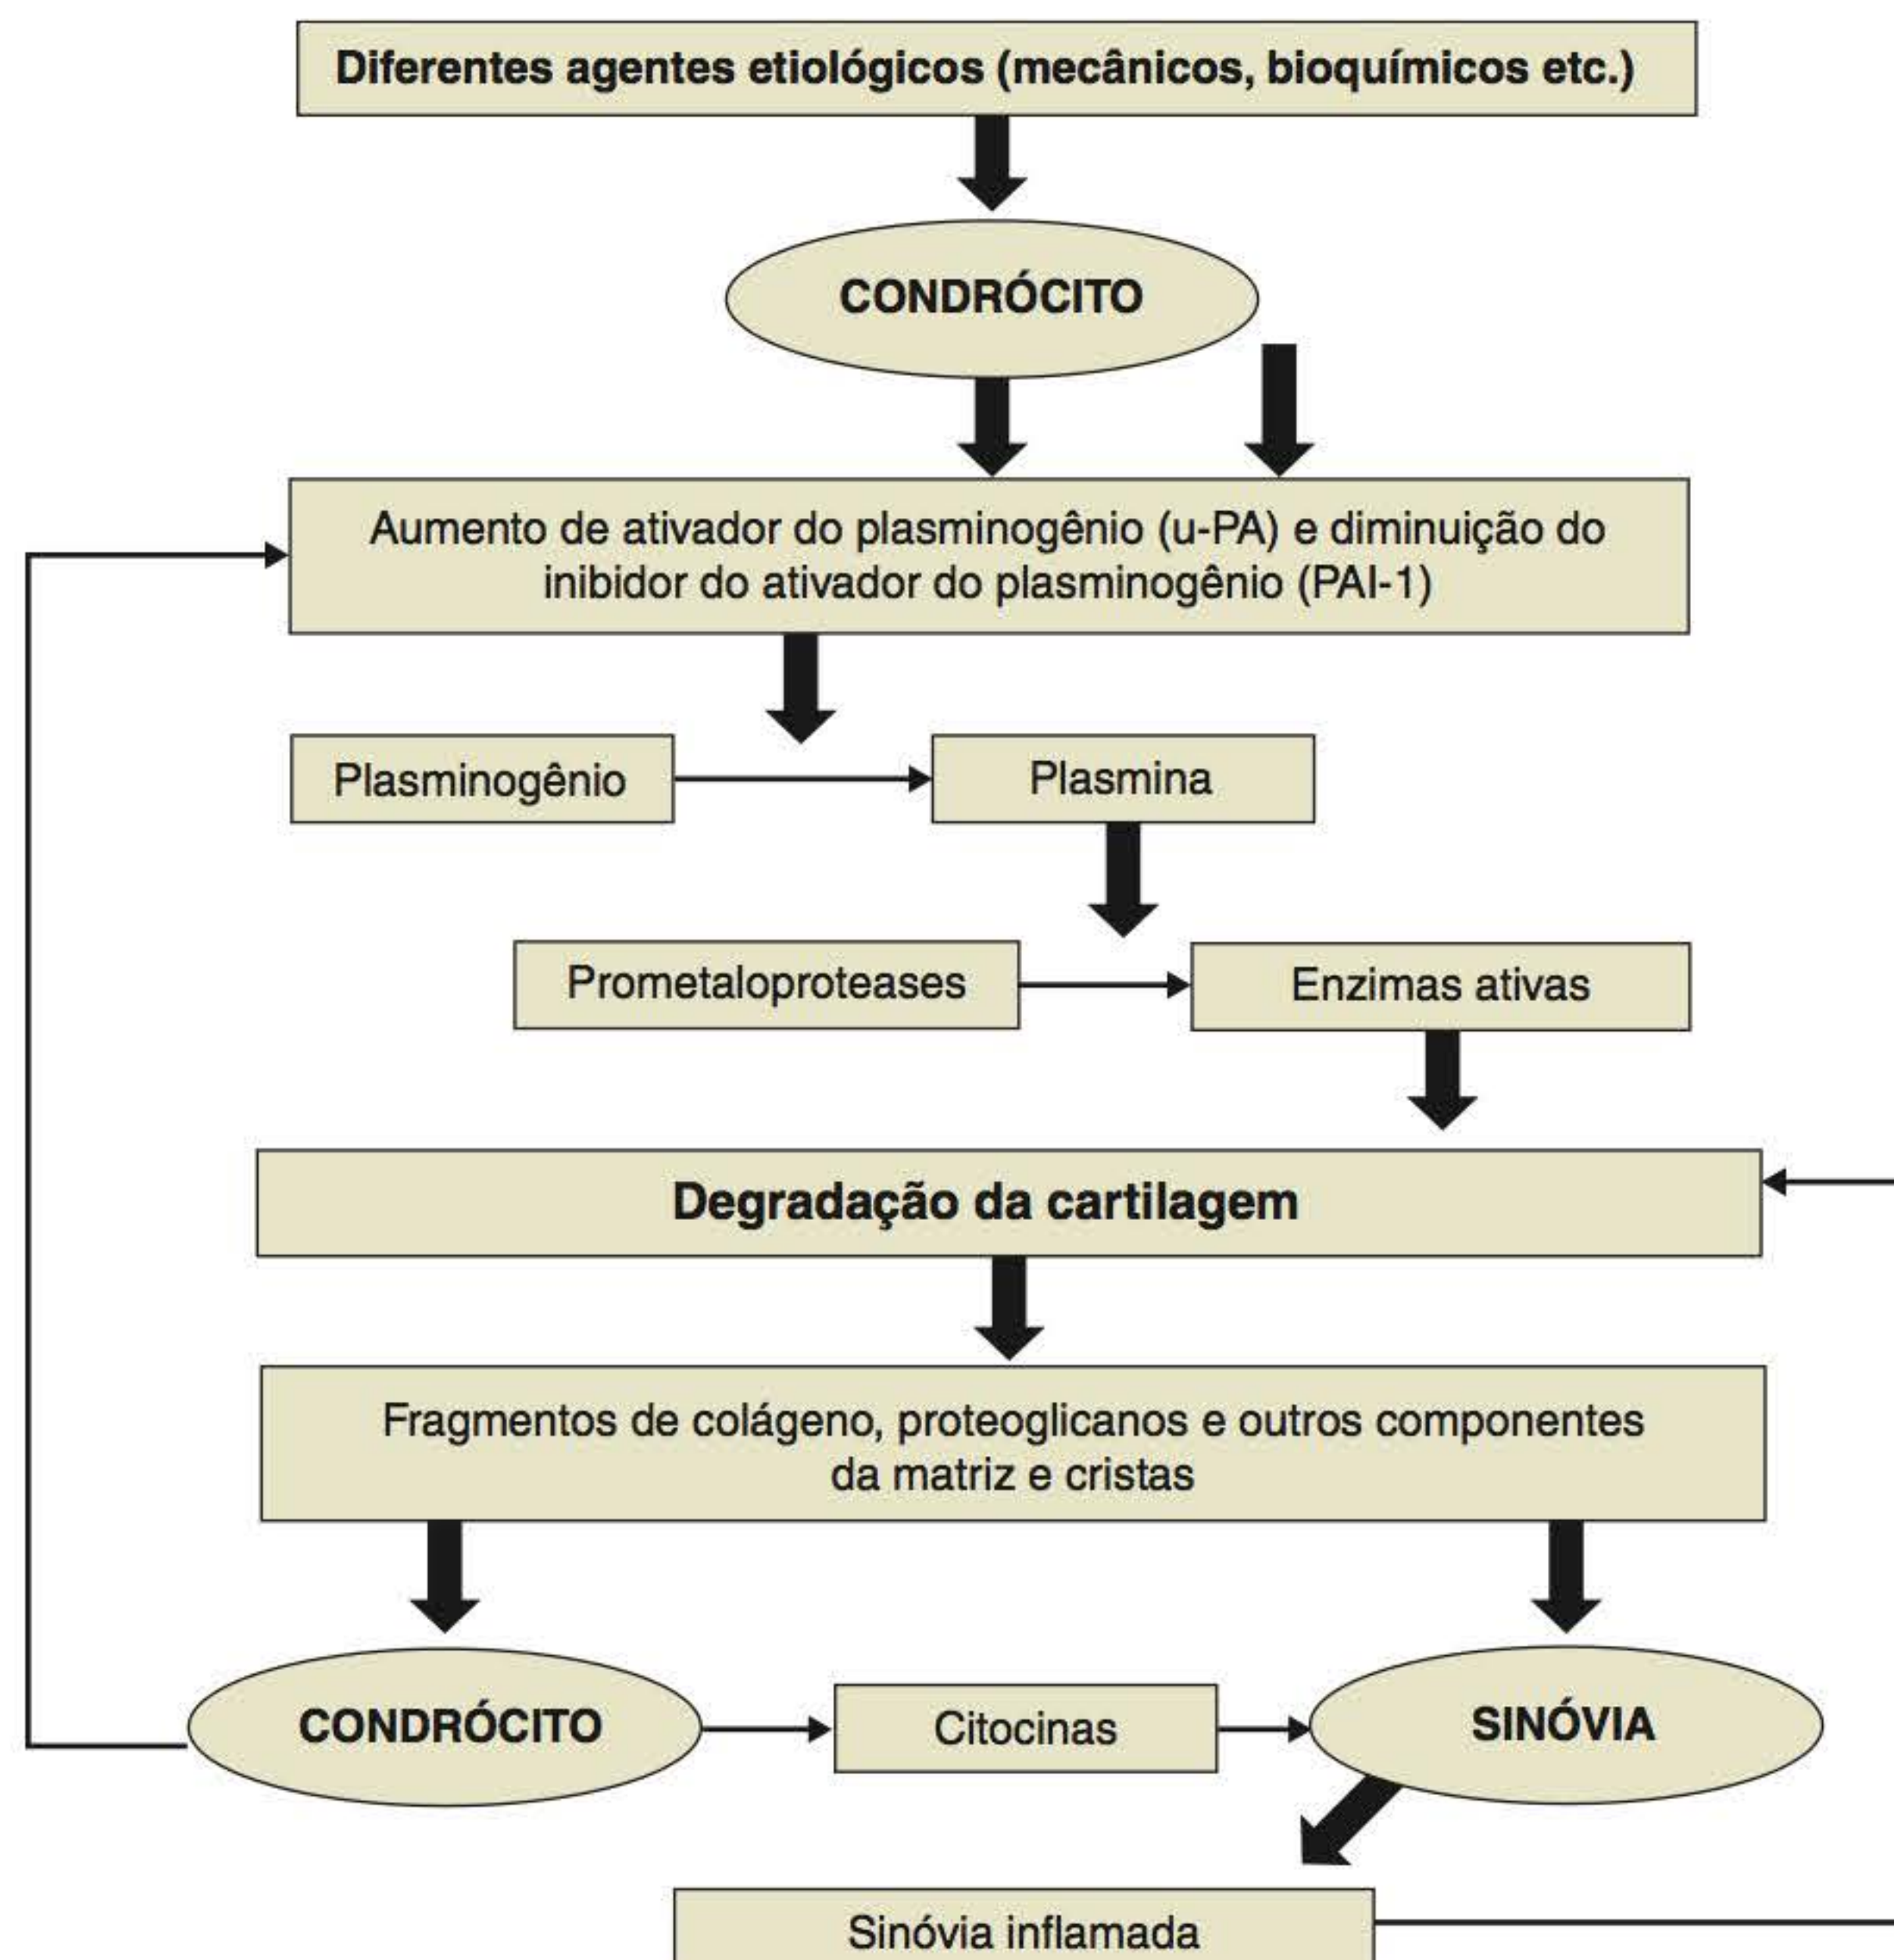 Diferentes agentes etiológicos (mecânicos, bioquímicos etc.)
CONDRÓCITO
Aumento de ativador do plasminogênio (u-PA) e diminuição do
inibidor do ativador do plasminogênio (PAI-1)
Plasminogênio
Plasmina
Prometaloproteases
Enzimas ativas
Degradação da cartilagem
Fragmentos de colágeno, proteoglicanos e outros componentes
da matriz e cristas
CONDRÓCITO
Citocinas
SINÓVIA
Sinóvia inflamada